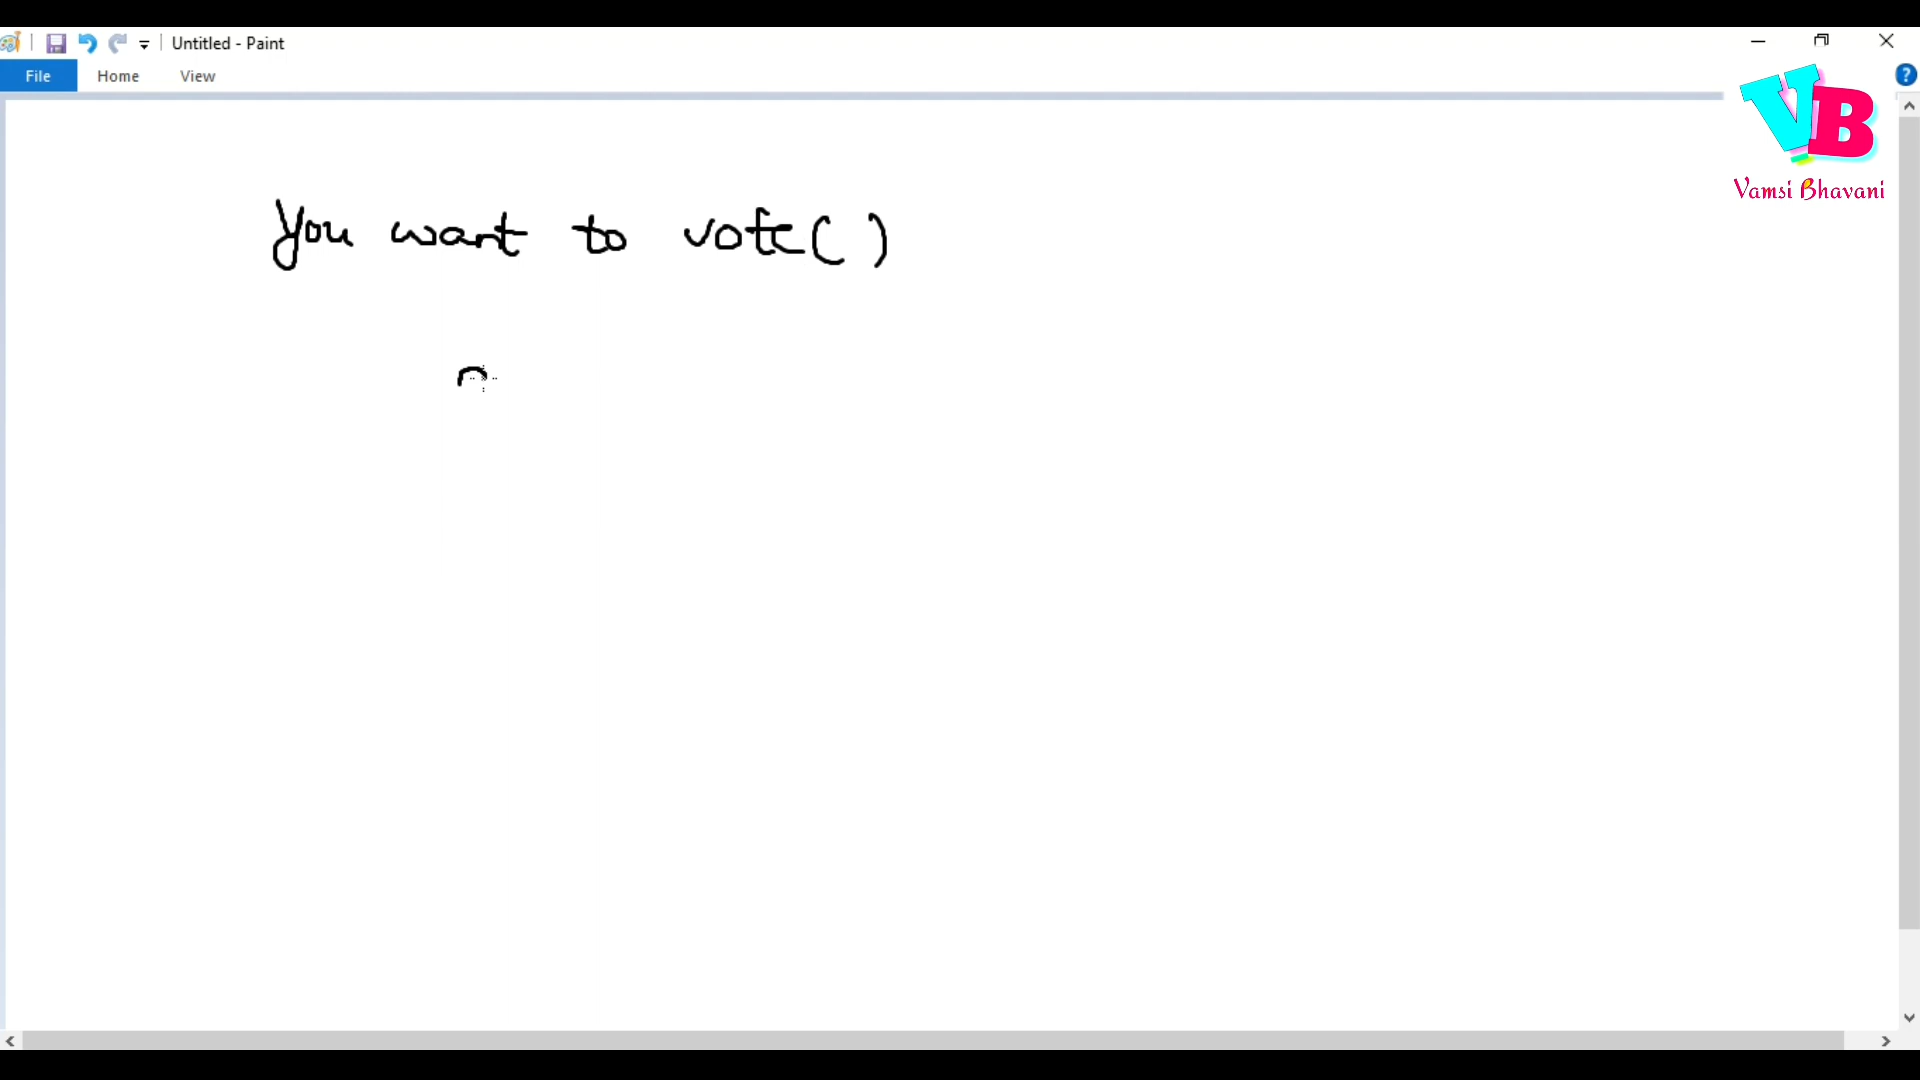 Untitled - Paint
File Home View
VB
Vamsi Bhavani
You want to vote( )